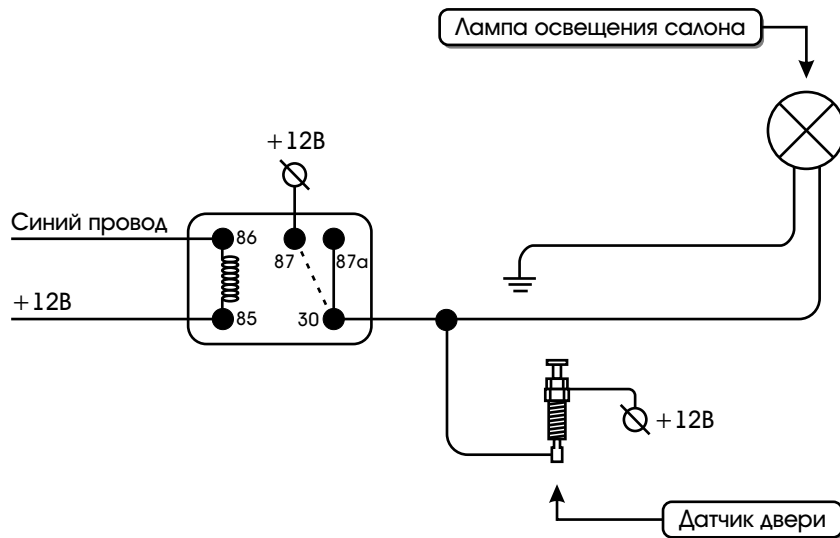 Лампа освещения салона
+12В
Синий провод
86
87
87а
+12В
85
30
+12В
Датчик двери